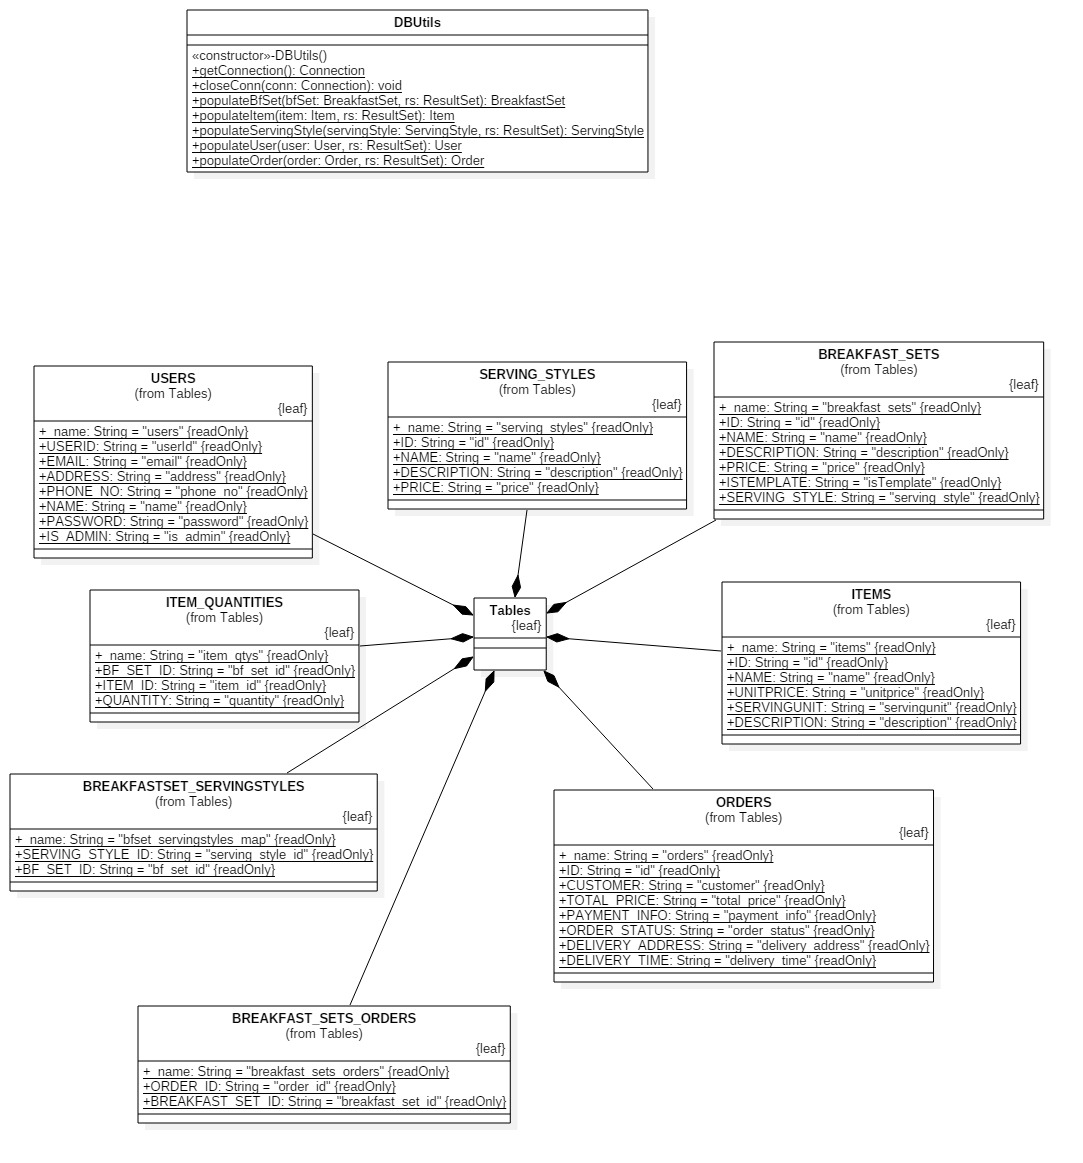 DBUtils
«constructor»-DBUtils()
+getConnection(): Connection
+closeConn(conn: Connection): void
+populateBfSet(bfSet: BreakfastSet, rs: ResultSet): BreakfastSet
+populateItem(item: Item, rs: ResultSet): Item
+populateServingStyle(servingStyle: ServingStyle, rs: ResultSet): ServingStyle
+populateUser(user: User, rs: ResultSet): User
+populateOrder(order: Order, rs: ResultSet): Order
USERS
(from Tables)
{leaf}
+_name: String = "users" {readOnly}
+USERID: String = "userId" {readOnly}
+EMAIL: String = "email" {readOnly}
+ADDRESS: String = "address" {readOnly}
+PHONE_NO: String = "phone_no" {readOnly}
+NAME: String = "name" {readOnly}
+PASSWORD: String = "password" {readOnly}
+IS_ADMIN: String = "is_admin" {readOnly}
SERVING_STYLES
(from Tables)
{leaf}
+_name: String = "serving_styles" {readOnly}
+ID: String = "id" {readOnly}
+NAME: String = "name" {readOnly}
+DESCRIPTION: String = "description" {readOnly}
+PRICE: String = "price" {readOnly}
BREAKFAST_SETS
(from Tables)
{leaf}
+_name: String = "breakfast_sets" {readOnly}
+ID: String = "id" {readOnly}
+NAME: String = "name" {readOnly}
+DESCRIPTION: String = "description" {readOnly}
+PRICE: String = "price" {readOnly}
+ISTEMPLATE: String = "isTemplate" {readOnly}
+SERVING_STYLE: String = "serving_style" {readOnly}
ITEM_QUANTITIES
(from Tables)
{leaf}
+_name: String = "item_qtys" {readOnly}
+BF_SET_ID: String = "bf_set_id" {readOnly}
+ITEM_ID: String = "item_id" {readOnly}
+QUANTITY: String = "quantity" {readOnly}
Tables
{leaf}
ITEMS
(from Tables)
{leaf}
+_name: String = "items" {readOnly}
+ID: String = "id" {readOnly}
+NAME: String = "name" {readOnly}
+UNITPRICE: String = "unitprice" {readOnly}
+SERVINGUNIT: String = "servingunit" {readOnly}
+DESCRIPTION: String = "description" {readOnly}
BREAKFASTSET_SERVINGSTYLES
(from Tables)
{leaf}
+_name: String = "bfset_servingstyles_map" {readOnly}
+SERVING_STYLE_ID: String = "serving_style_id" {readOnly}
+BF_SET_ID: String = "bf_set_id" {readOnly}
ORDERS
(from Tables)
{leaf}
+_name: String = "orders" {readOnly}
+ID: String = "id" {readOnly}
+CUSTOMER: String = "customer" {readOnly}
+TOTAL_PRICE: String = "total_price" {readOnly}
+PAYMENT_INFO: String = "payment_info" {readOnly}
+ORDER_STATUS: String = "order_status" {readOnly}
+DELIVERY_ADDRESS: String = "delivery_address" {readOnly}
+DELIVERY_TIME: String = "delivery_time" {readOnly}
BREAKFAST_SETS_ORDERS
(from Tables)
{leaf}
+_name: String = "breakfast_sets_orders" {readOnly}
+ORDER_ID: String = "order_id" {readOnly}
+BREAKFAST_SET_ID: String = "breakfast_set_id" {readOnly}